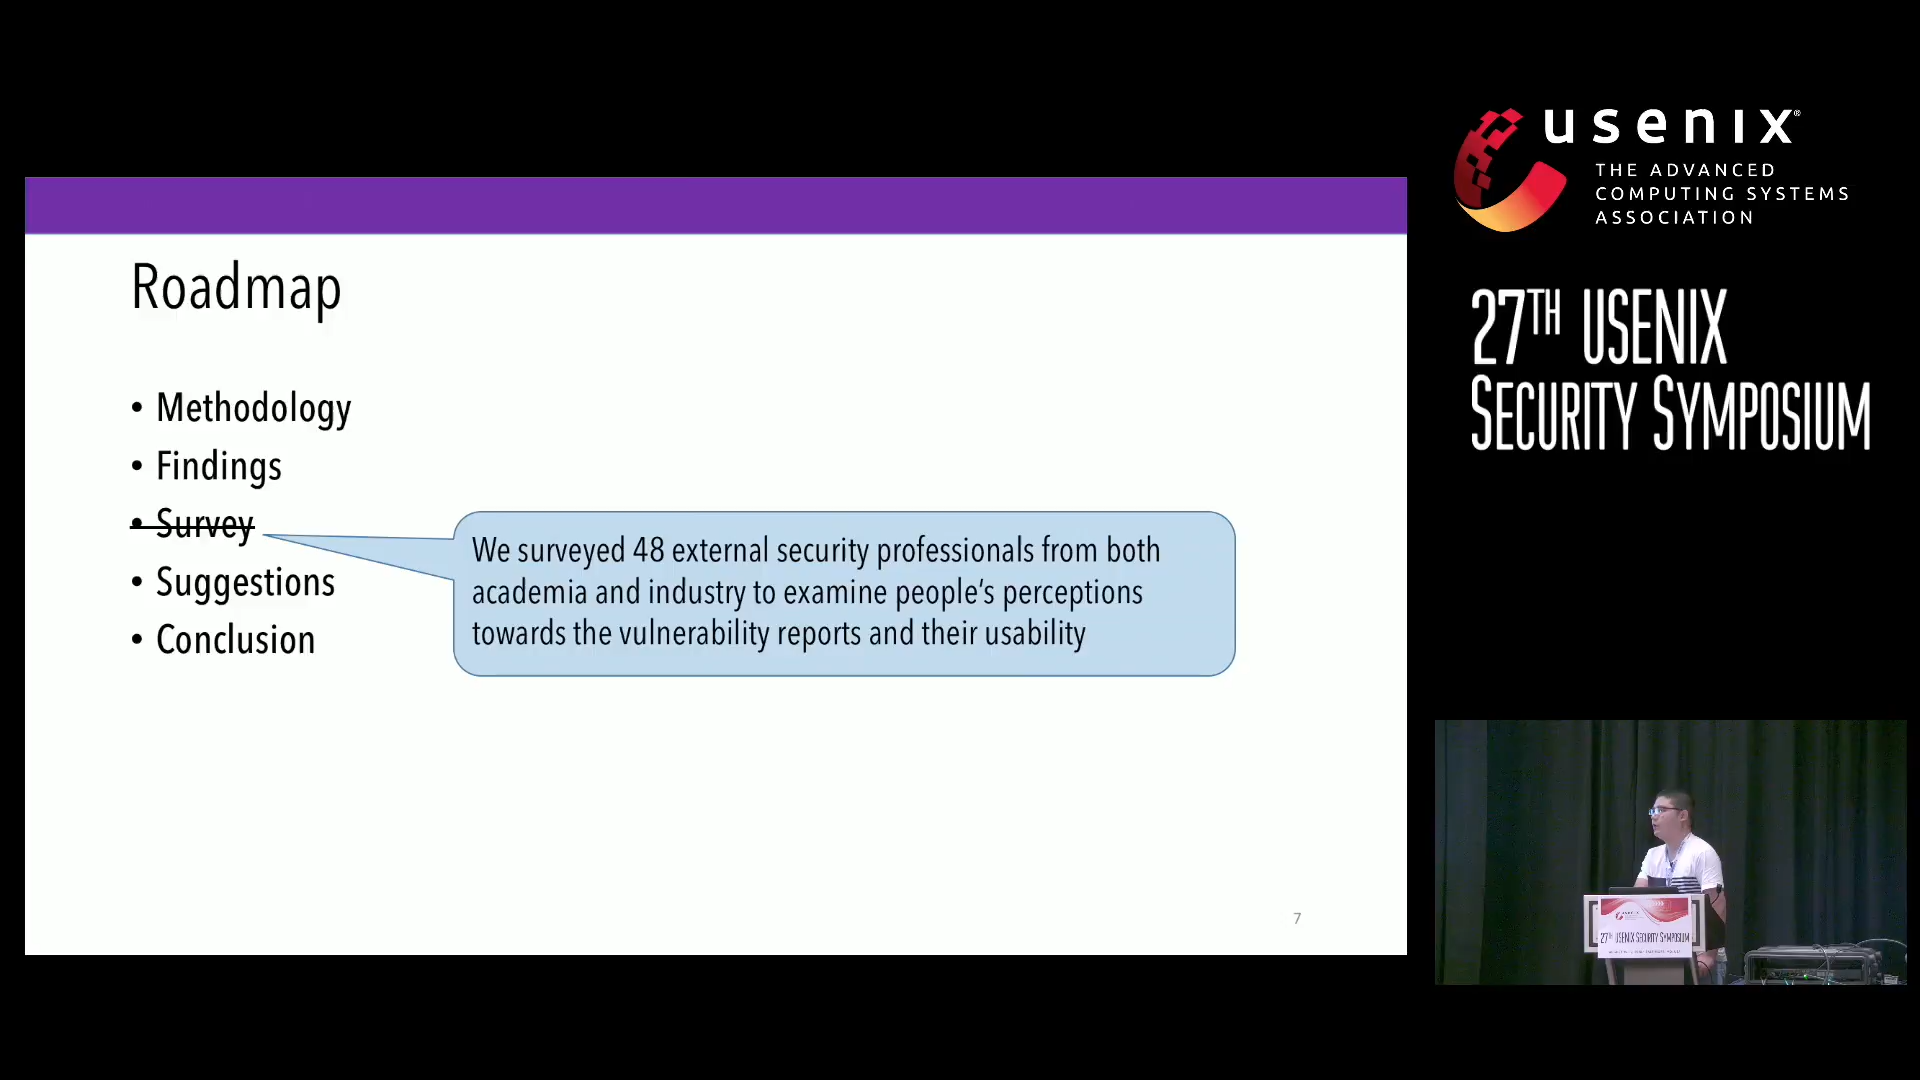 Roadmap
• Methodology
• Findings
• Survey
• Suggestions
• Conclusion
We surveyed 48 external security professionals from both
academia and industry to examine people‘s perceptions
towards the vulnerability reports and their usability
7
usenix®
THE ADVANCED
COMPUTING SYSTEMS
ASSOCIATION
27TH USENIX
SECURITY SYMPOSIUM
27TH USENIX SECURITY SYMPOSIUM